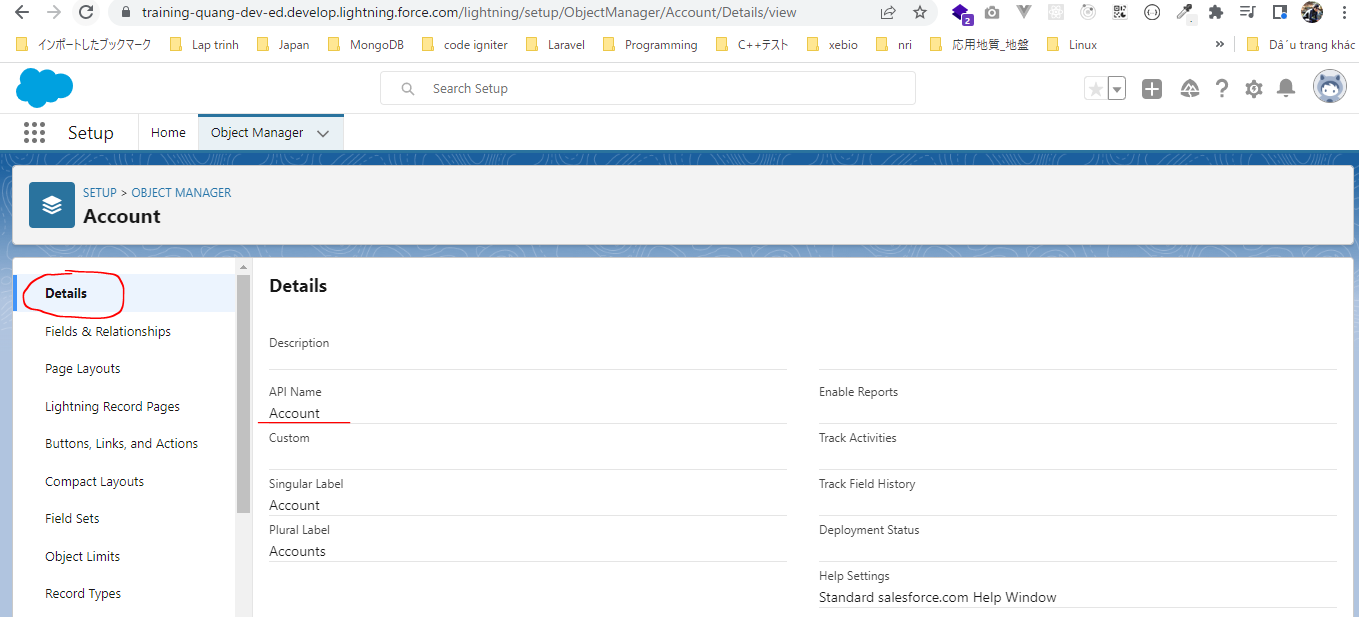 training-quang-dev-ed.develop.lightning.force.com/lightning/setup/ObjectManager/Account/Details/view
2
インポートしたブックマーク Lap trinh Japan MongoDB code igniter Laravel Programming C++テスト xebio nri 応用地質_地盤 Linux » Dấu trang khác
Search Setup
Setup Home Object Manager
SETUP > OBJECT MANAGER
Account
Details
Fields & Relationships
Page Layouts
Lightning Record Pages
Buttons, Links, and Actions
Compact Layouts
Field Sets
Object Limits
Record Types
Details
Description
API Name
Account
Custom
Singular Label
Account
Plural Label
Accounts
Enable Reports
Track Activities
Track Field History
Deployment Status
Help Settings
Standard salesforce.com Help Window